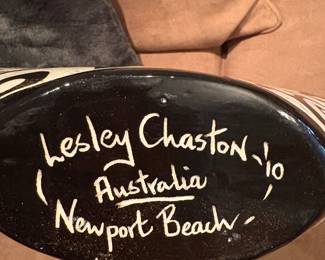 Lesley Chaston '10
Australia
Newport Beach